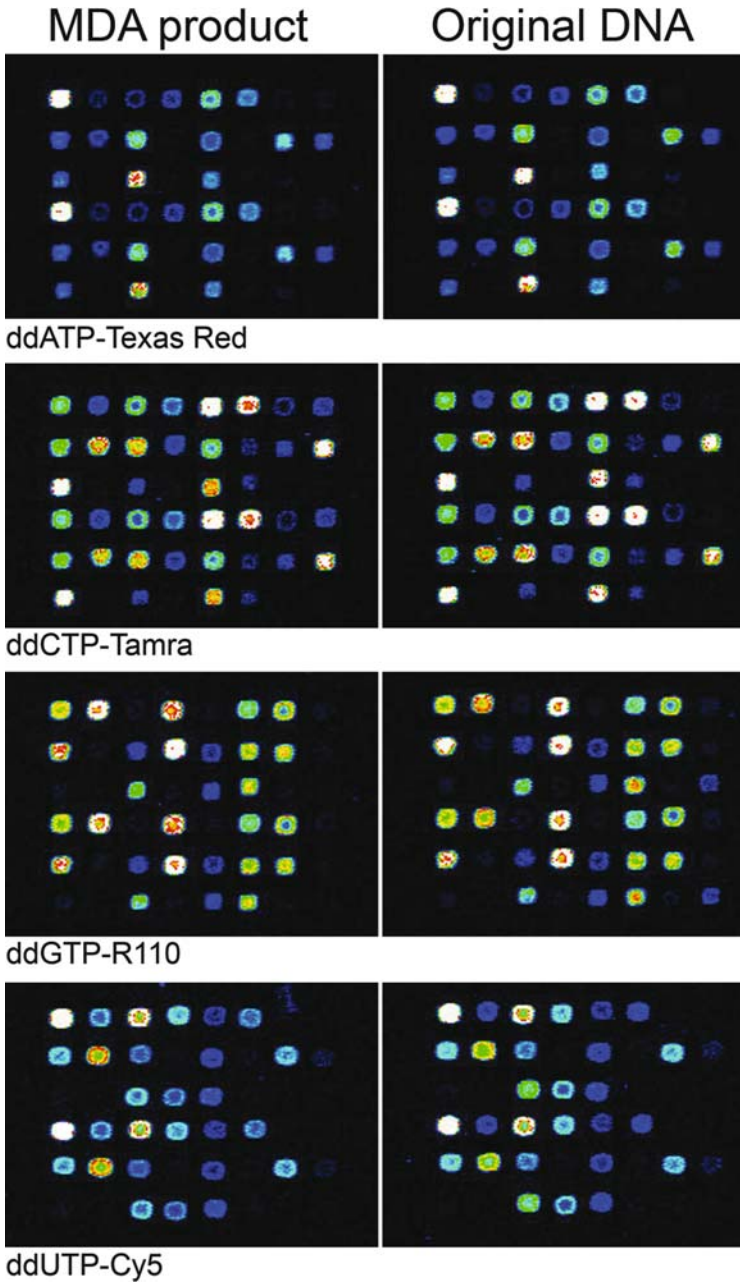 MDA product Original DNA
ddATP-Texas Red
ddCTP-Tamra
ddGTP-R110
ddUTP-Cy5